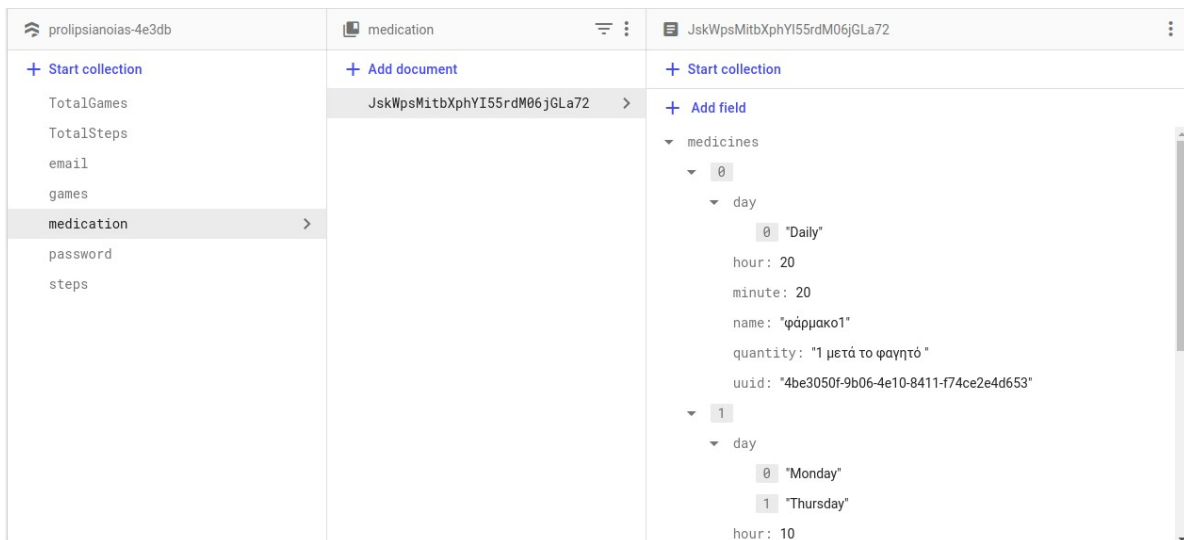 prolipsianoias-4e3db
Start collection
TotalGames
TotalSteps
email
games
medication
password
steps
medication
Add document
JskWpsMitbXphYI55rdM06jGLa72
JskWpsMitbXphYI55rdM06jGLa72
Start collection
Add field
medicines
0
day
0 "Daily"
hour: 20
minute: 20
name: "φάρμακο1"
quantity: "1 μετά το φαγητό "
uuid: "4be3050f-9b06-4e10-8411-f74ce2e4d653"
1
day
0 "Monday"
1 "Thursday"
hour: 10